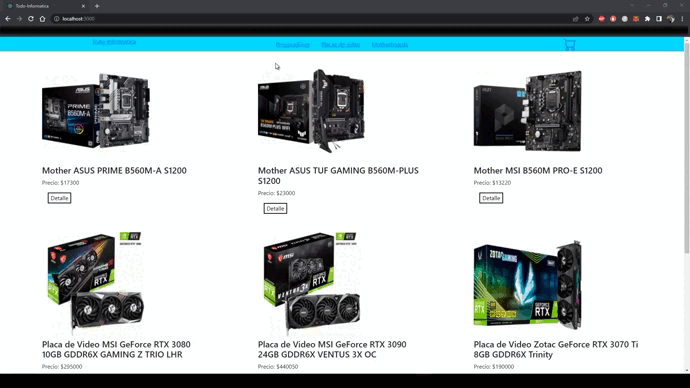 Tudo-Informatica
localhost:3000
Tudo-Informatica
Procesadores
Placas de video
Motherboards
Mother ASUS PRIME B560M-A S1200
Precio: $17300
Detalle
Mother ASUS TUF GAMING B560M-PLUS
S1200
Precio: $23000
Detalle
Mother MSI B560M PRO-E S1200
Precio: $13220
Detalle
Placa de Video MSI GeForce RTX 3080
10GB GDDR6X GAMING Z TRIO LHR
Precio: $295000
Placa de Video MSI GeForce RTX 3090
24GB GDDR6X VENTUS 3X OC
Precio: $440050
Placa de Video Zotac GeForce RTX 3070 Ti
8GB GDDR6X Trinity
Precio: $190000